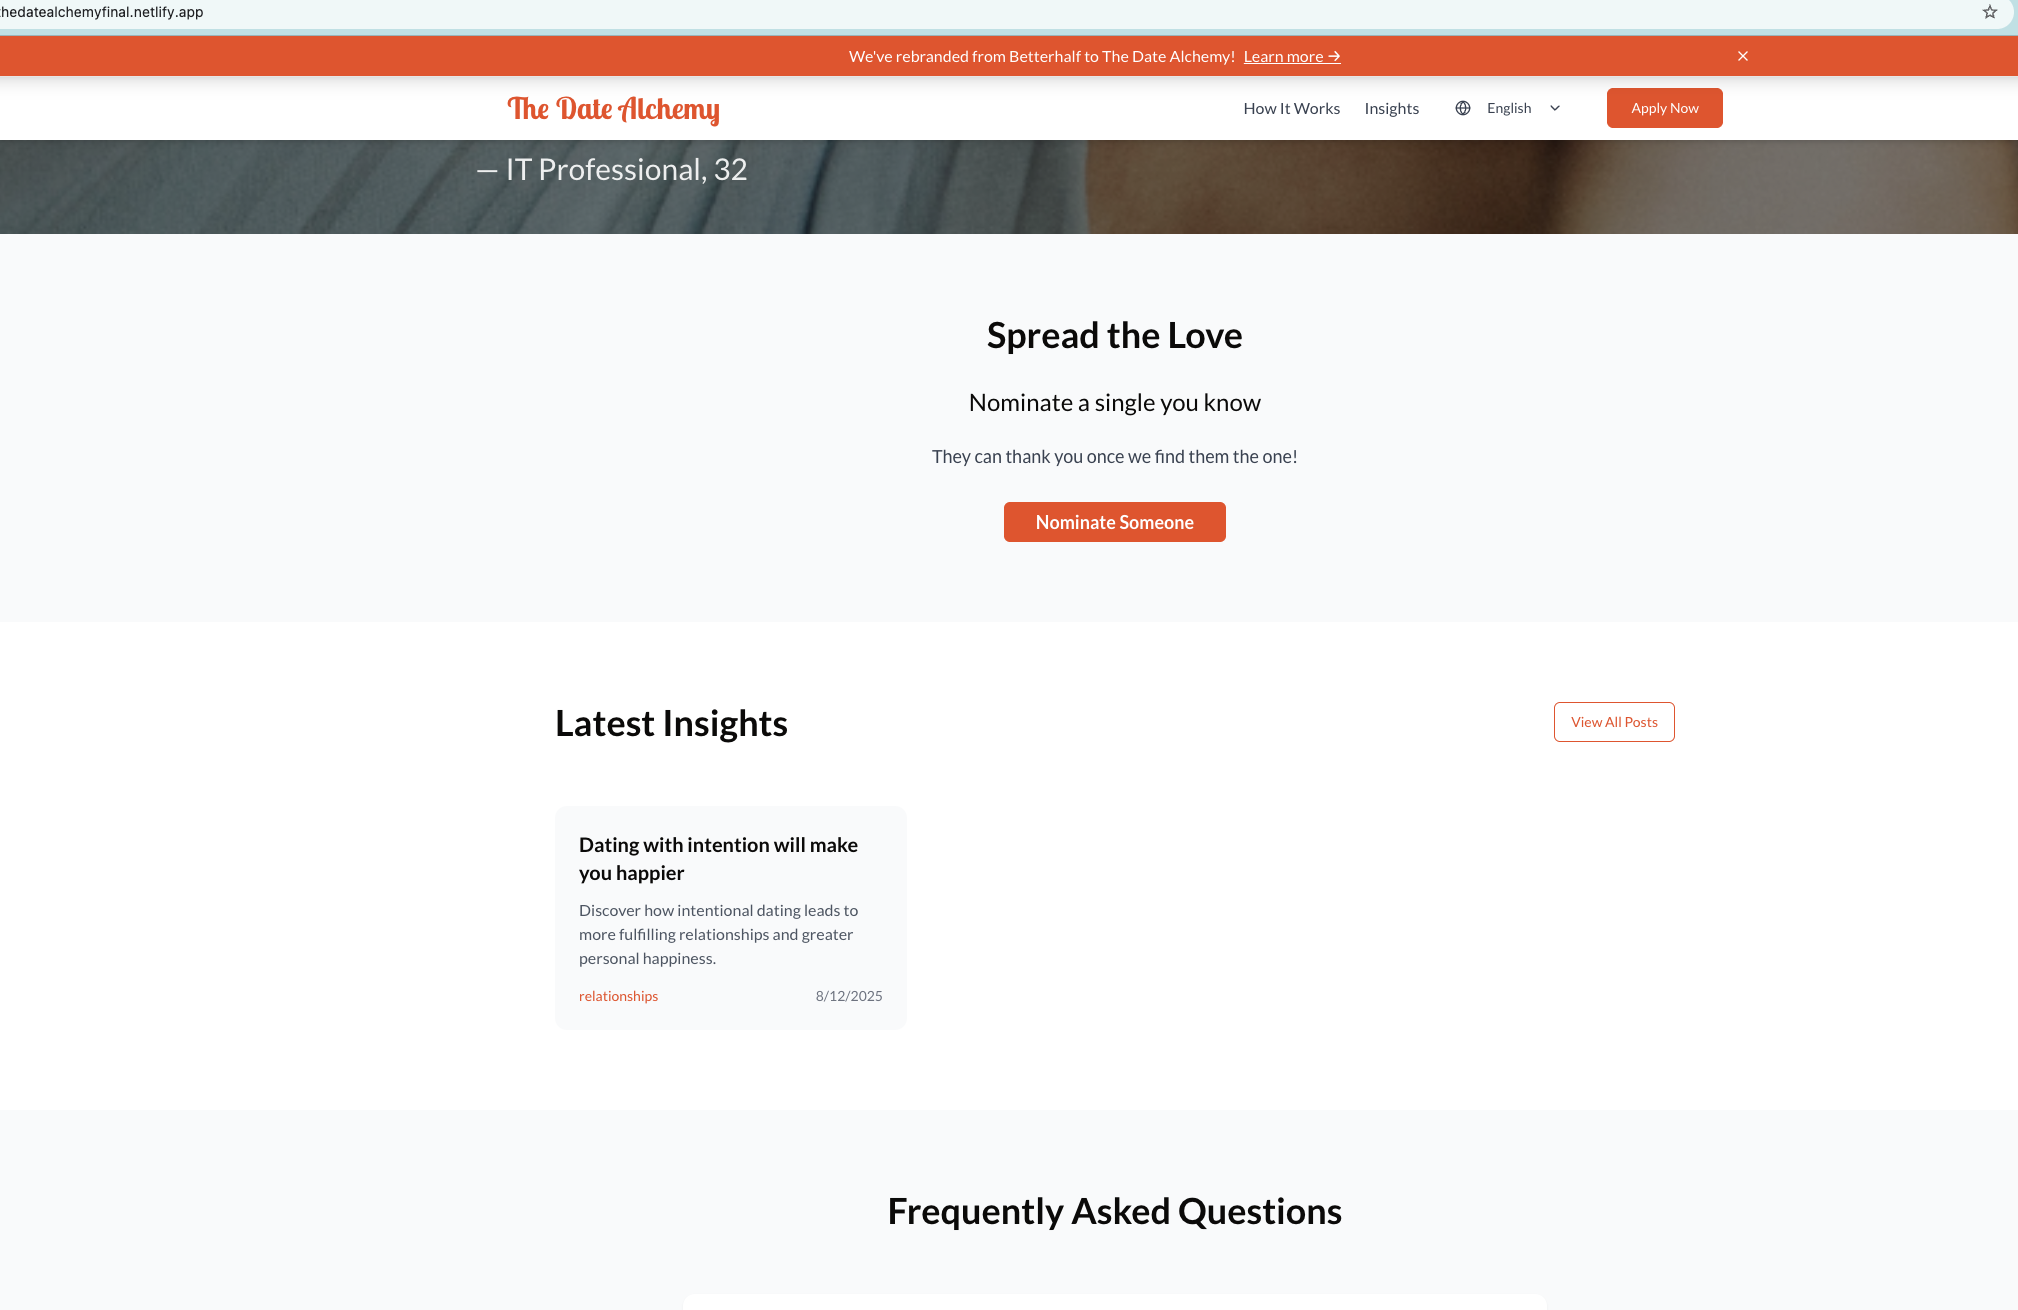 thedatealchemyfinal.netlify.app
We've rebranded from Betterhalf to The Date Alchemy! Learn more →
The Date Alchemy
How It Works
Insights
English
Apply Now
— IT Professional, 32
Spread the Love
Nominate a single you know
They can thank you once we find them the one!
Nominate Someone
Latest Insights
View All Posts
Dating with intention will make
you happier
Discover how intentional dating leads to
more fulfilling relationships and greater
personal happiness.
relationships
8/12/2025
Frequently Asked Questions